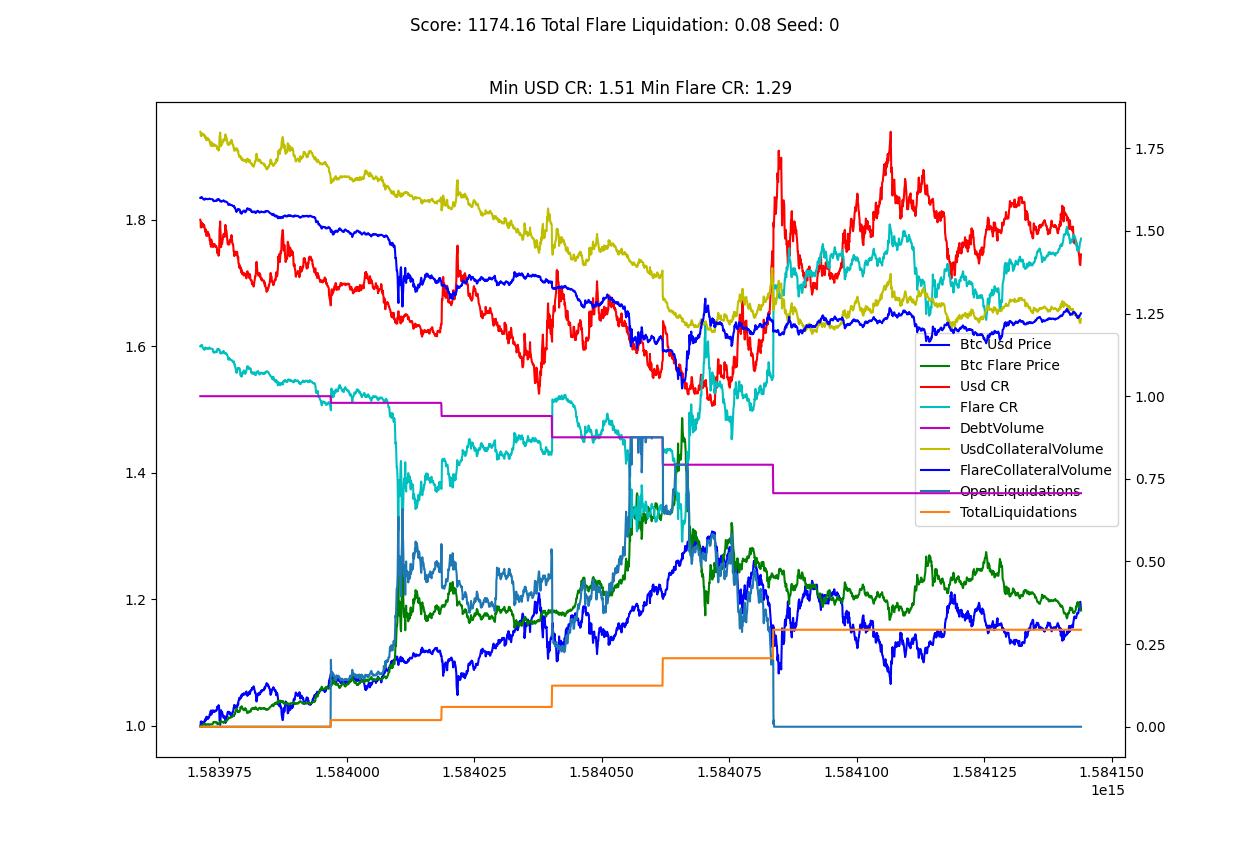 Score: 1174.16 Total Flare Liquidation: 0.08 Seed: 0
Min USD CR: 1.51 Min Flare CR: 1.29
1.8
1.6
1.4
1.2
1.0
1.75
1.50
1.25
1.00
0.75
0.50
0.25
0.00
Btc Usd Price
Btc Flare Price
Usd CR
Flare CR
DebtVolume
UsdCollateralVolume
FlareCollateralVolume
OpenLiquidations
TotalLiquidations
1.583975 1.584000 1.584025 1.584050 1.584075 1.584100 1.584125 1.584150
1e15